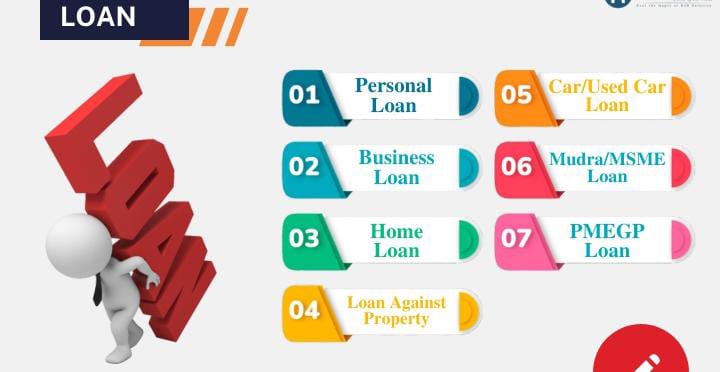 LOAN
LOAN
01
Personal
Loan
02
Business
Loan
03
Home
Loan
04
Loan Against
Property
05
Car/Used Car
Loan
06
Mudra/MSME
Loan
07
PMEGP
Loan